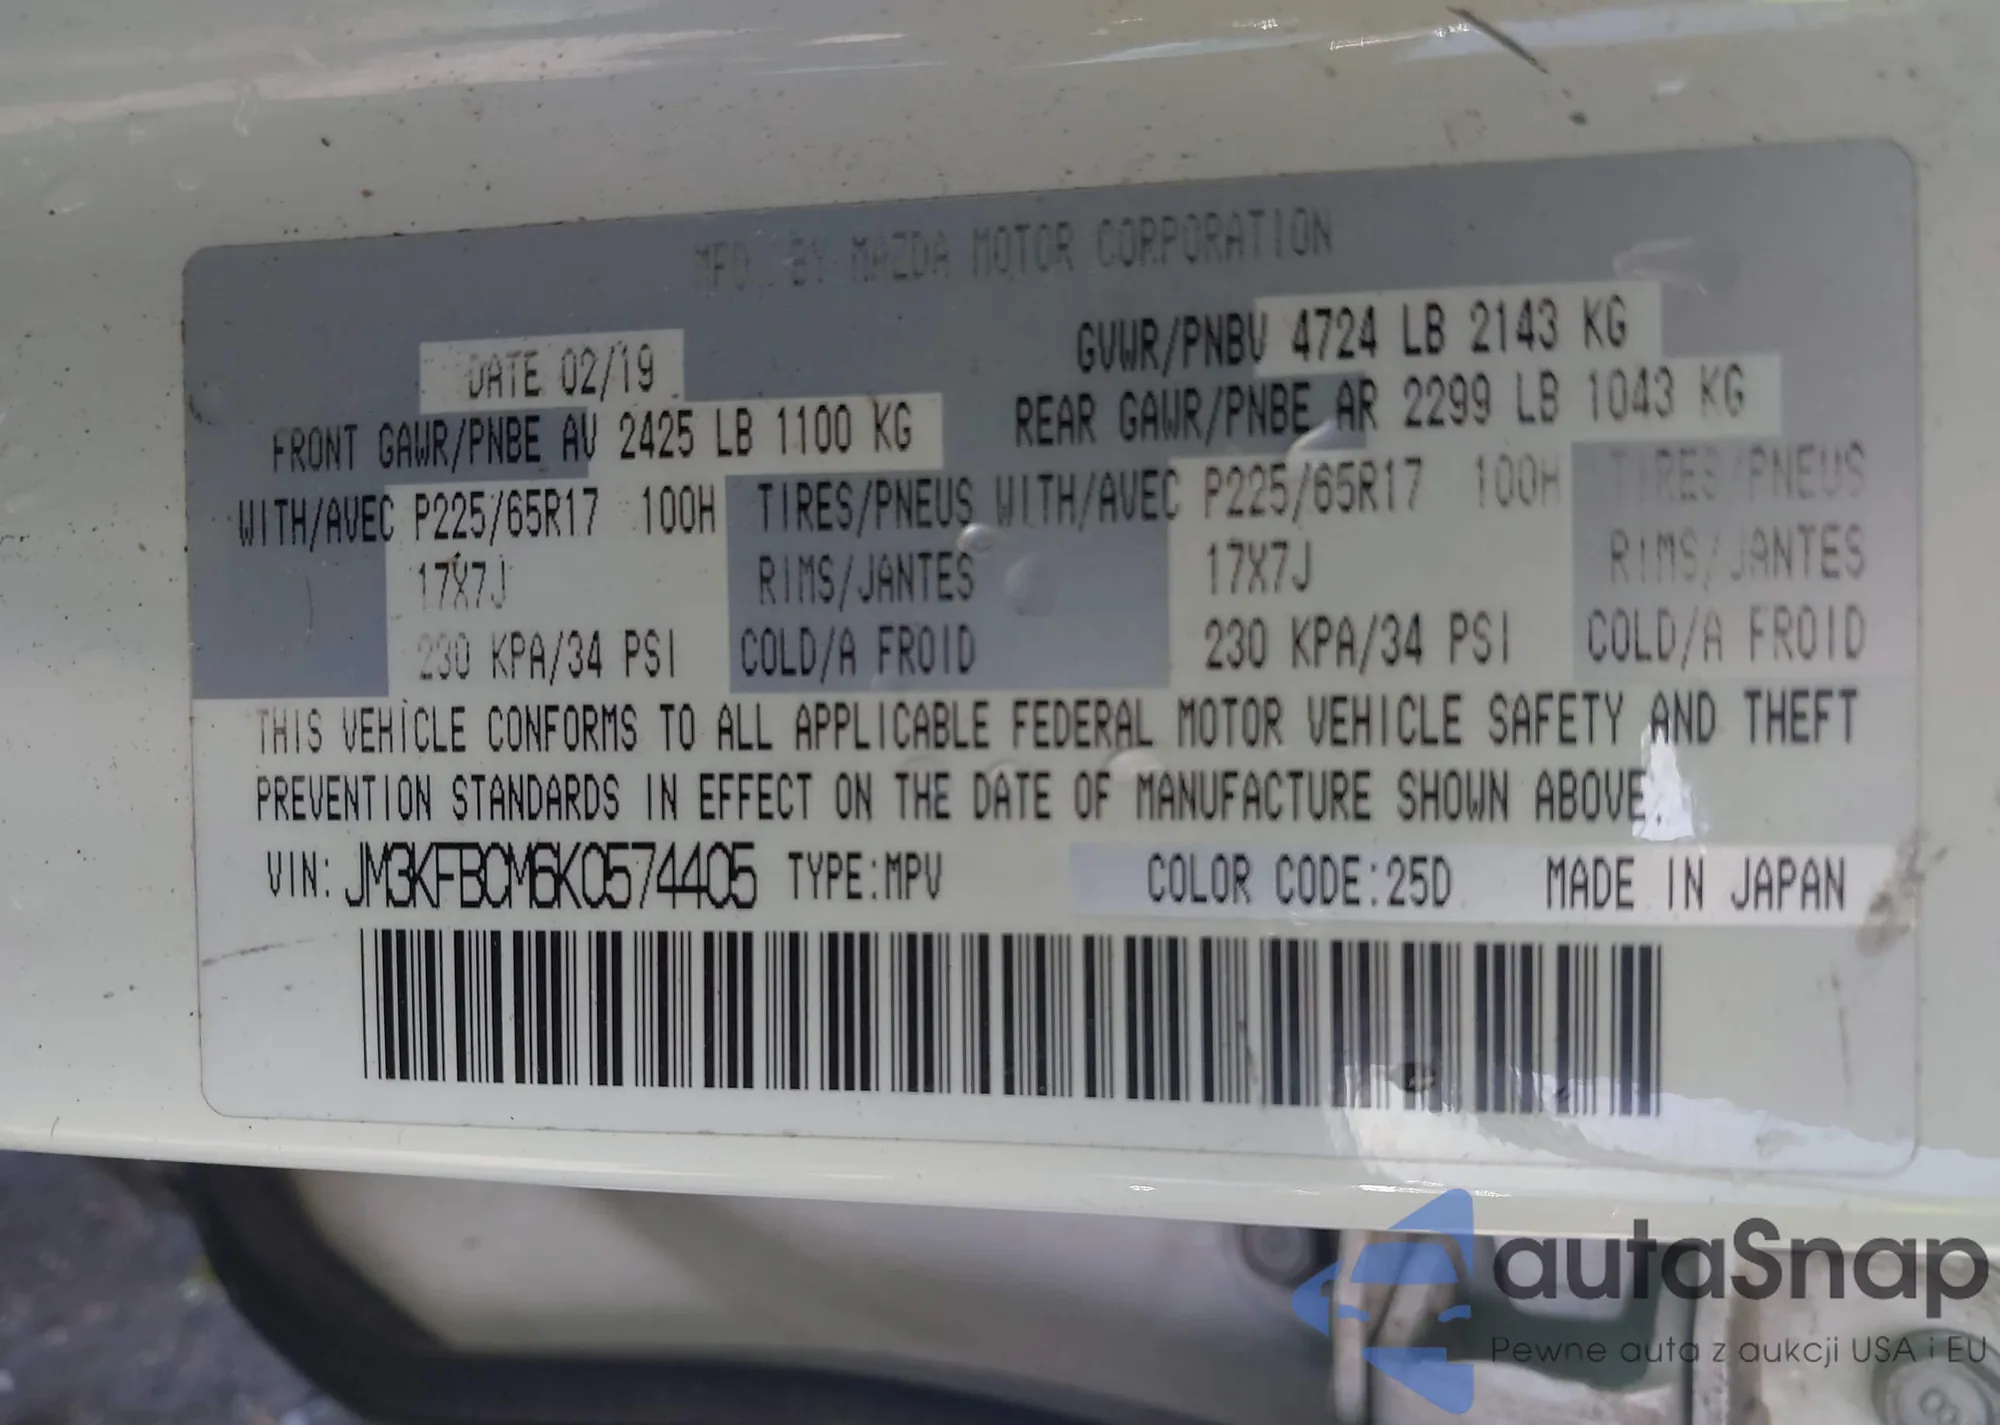 MFD. BY MAZDA MOTOR CORPORATION
DATE 02/19 GVWR/PNBV 4724 LB 2143 KG
FRONT GAWR/PNBE AV 2425 LB 1100 KG REAR GAWR/PNBE AR 2299 LB 1043 KG
WITH/AVEC P225/65R17 100H TIRES/PNEUS WITH/AVEC P225/65R17 100H TIRES/PNEUS
17X7J RIMS/JANTES 17X7J RIMS/JANTES
230 KPA/34 PSI COLD/A FROID 230 KPA/34 PSI COLD/A FROID
THIS VEHICLE CONFORMS TO ALL APPLICABLE FEDERAL MOTOR VEHICLE SAFETY AND THEFT
PREVENTION STANDARDS IN EFFECT ON THE DATE OF MANUFACTURE SHOWN ABOVE.
VIN: JM3KFBCM6K0574405 TYPE:MPV COLOR CODE:25D MADE IN JAPAN
autaSnap
Pewne auta z aukcji USA i EU